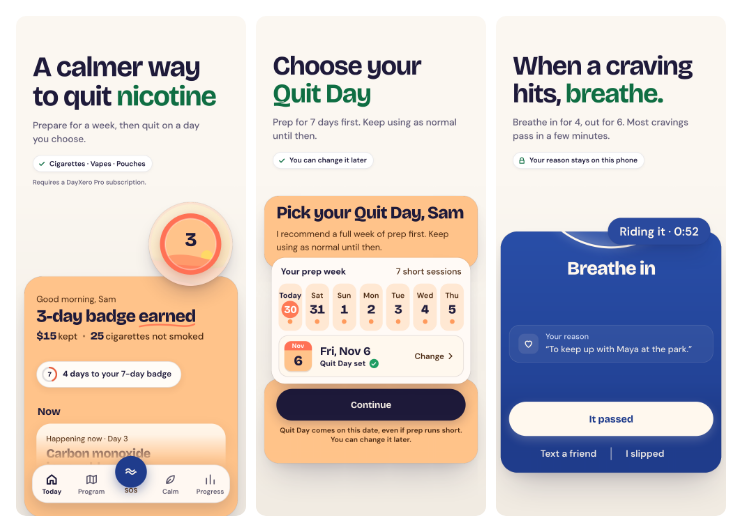 A calmer way
to quit nicotine
Prepare for a week, then quit on a day
you choose.
Cigarettes · Vapes · Pouches
Requires a DayXero Pro subscription.
3
Good morning, Sam
3-day badge earned
$15 kept · 25 cigarettes not smoked
7
4 days to your 7-day badge
Now
Happening now · Day 3
Carbon monoxide
Today
Program
SOS
Calm
Progress
Choose your
Quit Day
Prep for 7 days first. Keep using as normal
until then.
You can change it later
Pick your Quit Day, Sam
I recommend a full week of prep first. Keep
using as normal until then.
Your prep week 7 short sessions
Today Sat Sun Mon Tue Wed Thu
30 31 1 2 3 4 5
Nov
6
Fri, Nov 6
Quit Day set
Change
Continue
Quit Day comes on this date, even if prep runs short.
You can change it later.
When a craving
hits, breathe.
Breathe in for 4, out for 6. Most cravings
pass in a few minutes.
Your reason stays on this phone
Riding it · 0:52
Breathe in
Your reason
"To keep up with Maya at the park."
It passed
Text a friend
I slipped